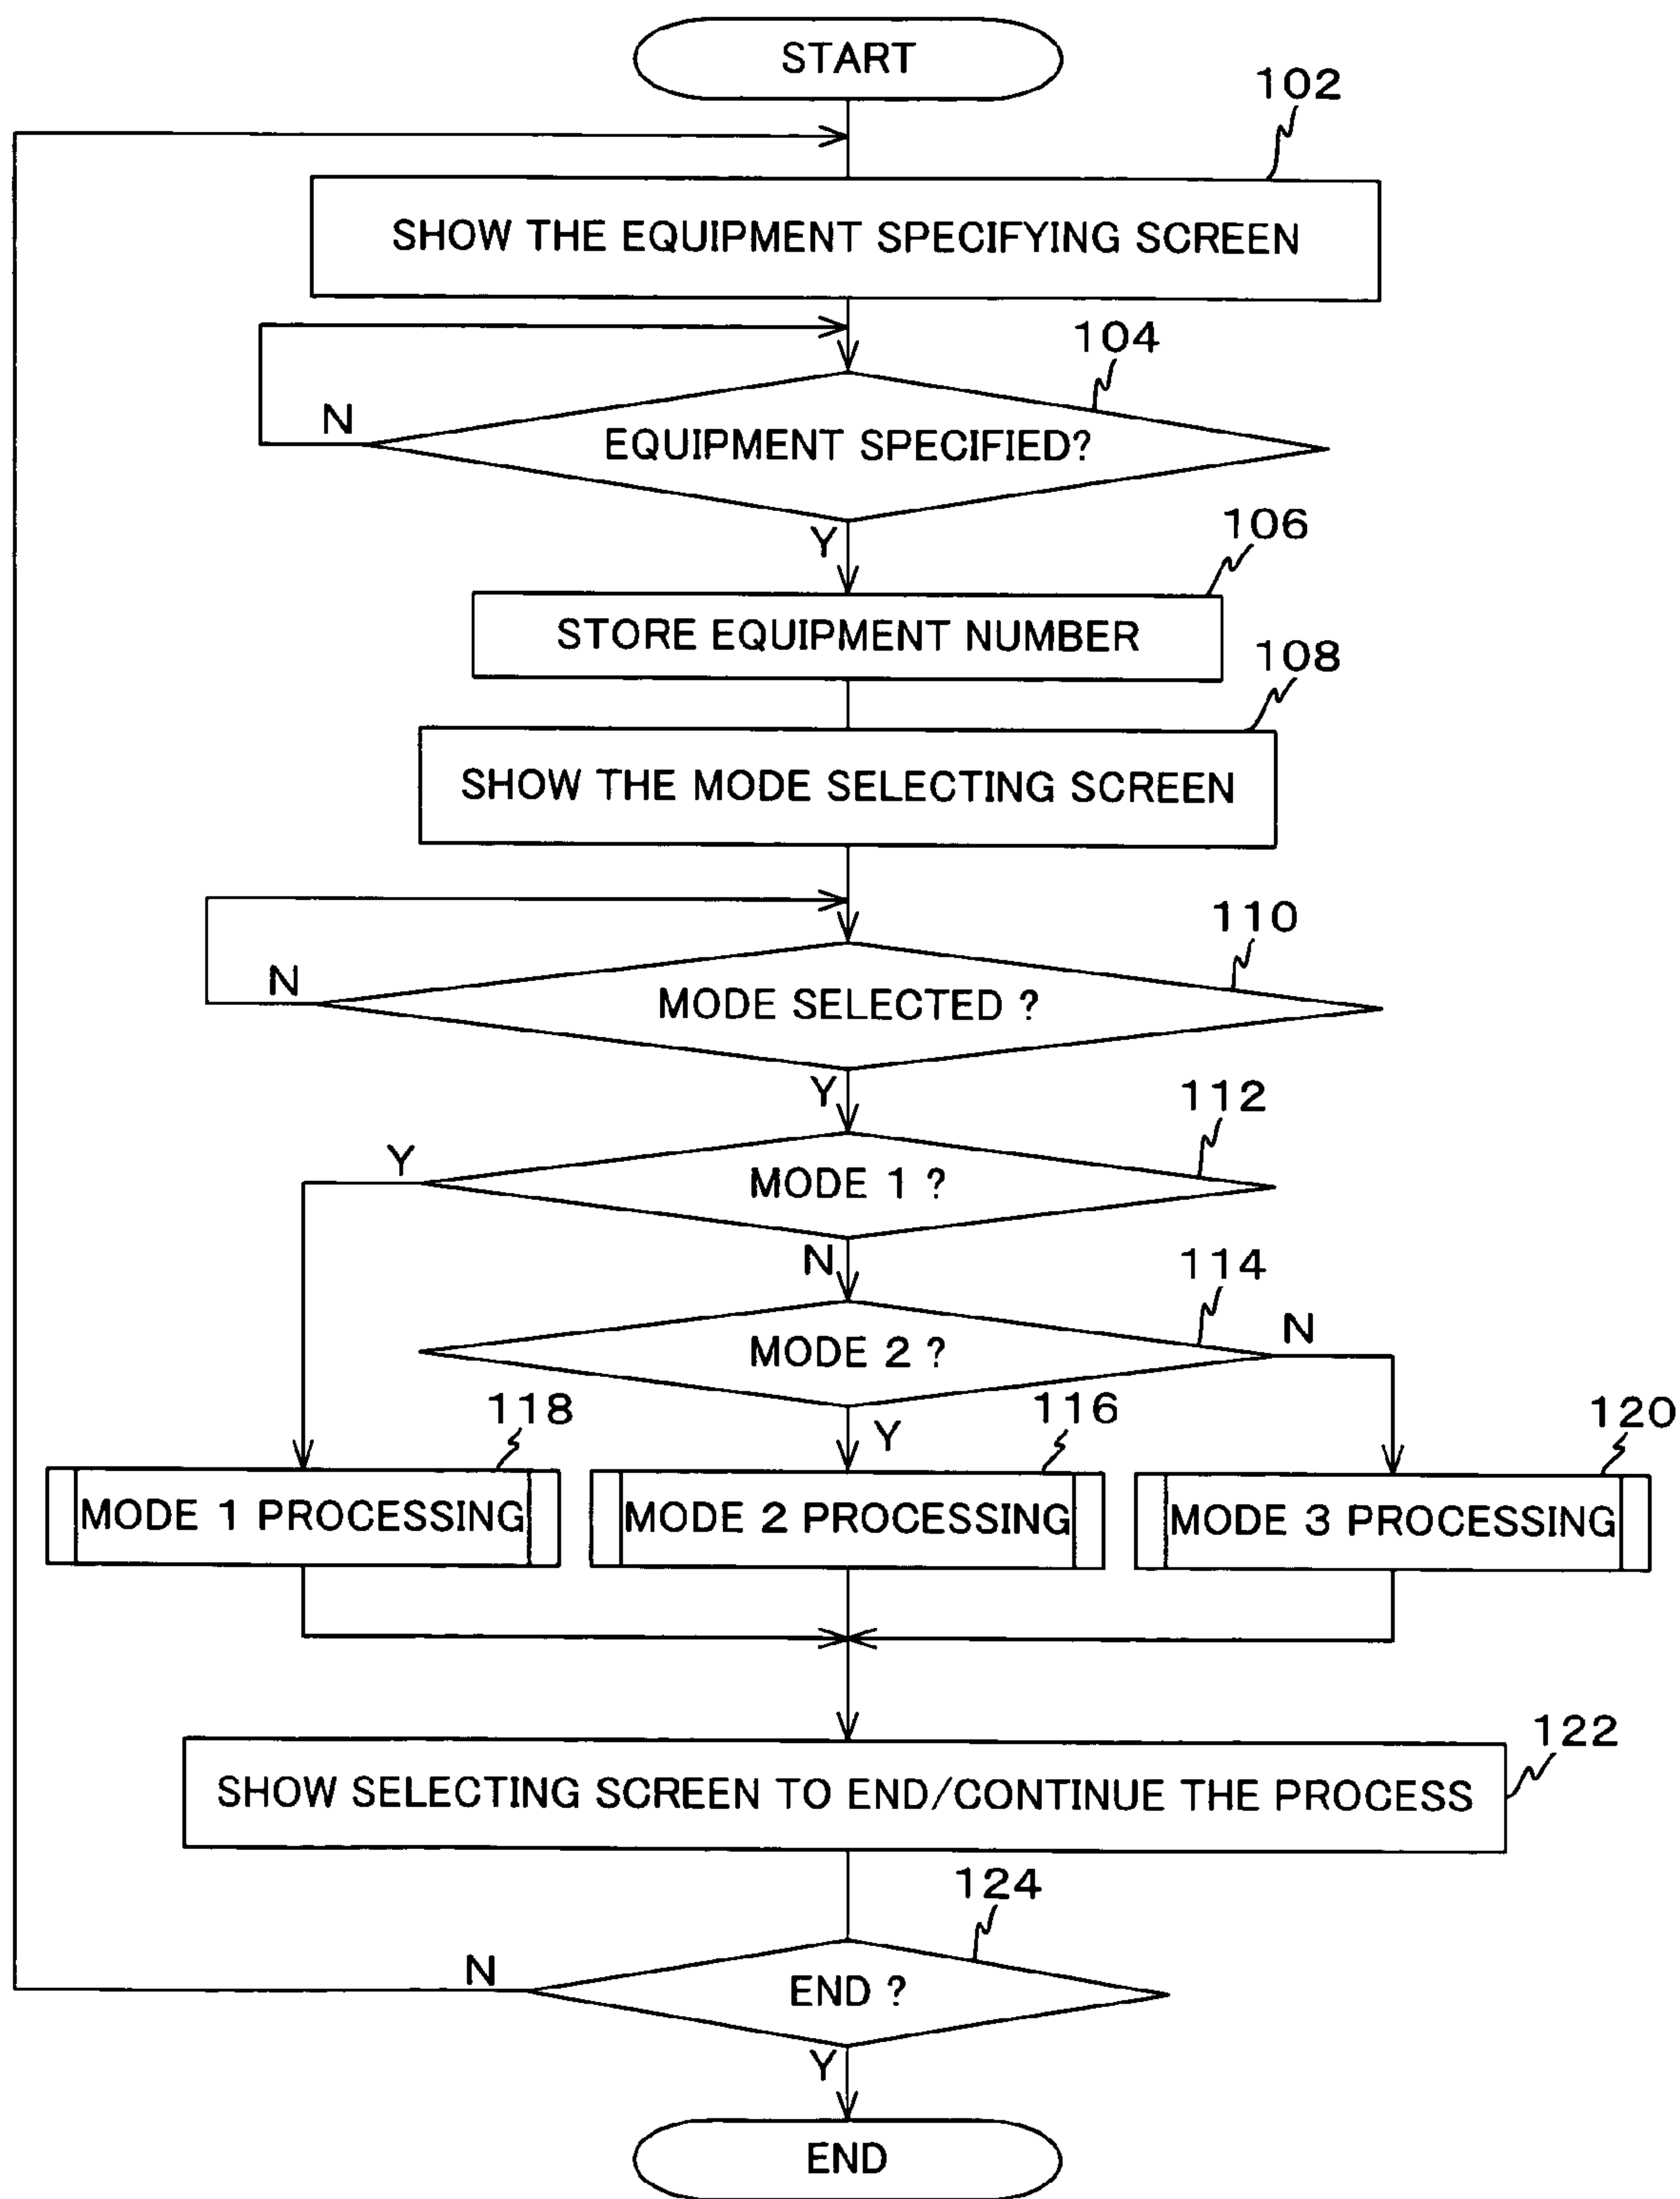 START
102
SHOW THE EQUIPMENT SPECIFYING SCREEN
104
N
EQUIPMENT SPECIFIED?
Y
106
STORE EQUIPMENT NUMBER
108
SHOW THE MODE SELECTING SCREEN
110
N
MODE SELECTED ?
Y
112
Y
MODE 1 ?
N
114
N
MODE 2 ?
118
Y
116
120
MODE 1 PROCESSING
MODE 2 PROCESSING
MODE 3 PROCESSING
122
SHOW SELECTING SCREEN TO END/CONTINUE THE PROCESS
124
N
END ?
Y
END